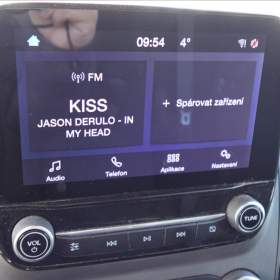 09:54 4°
FM
KISS
JASON DERULO - IN
MY HEAD
+ Spárovat zařízení
Audio
Telefon
Aplikace
Nastavení
VOL
TUNE